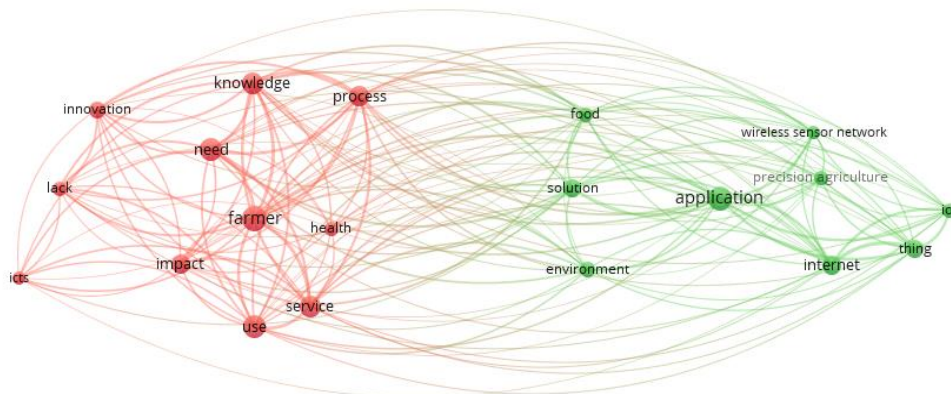 knowledge
process
innovation
food
wireless sensor network
need
precision agriculture
lack
solution
application
farmer
health
thing
impact
internet
environment
icts
service
use